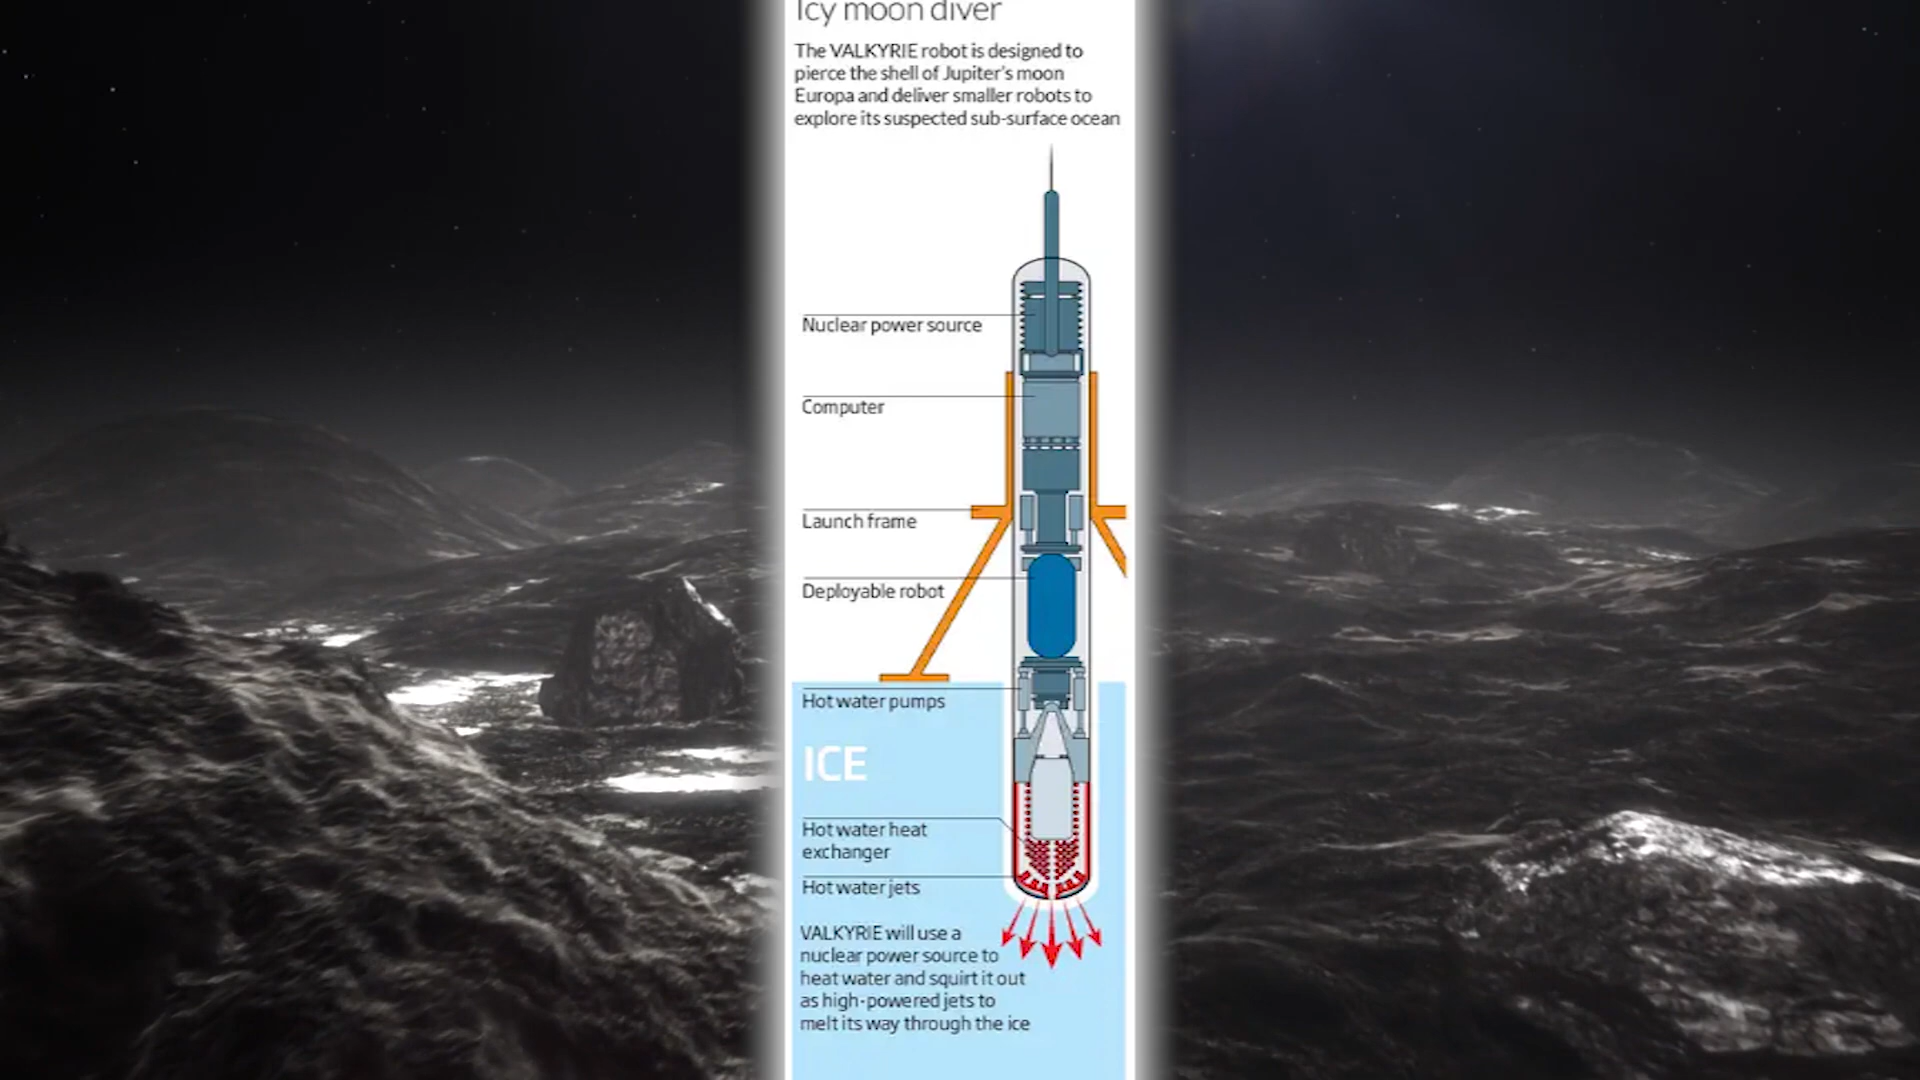 Icy moon diver
The VALKYRIE robot is designed to
pierce the shell of Jupiter's moon
Europa and deliver smaller robots to
explore its suspected sub-surface ocean
Nuclear power source
Computer
Launch frame
Deployable robot
Hot water pumps
ICE
Hot water heat
exchanger
Hot water jets
VALKYRIE will use a
nuclear power source to
heat water and squirt it out
as high-powered jets to
melt its way through the ice